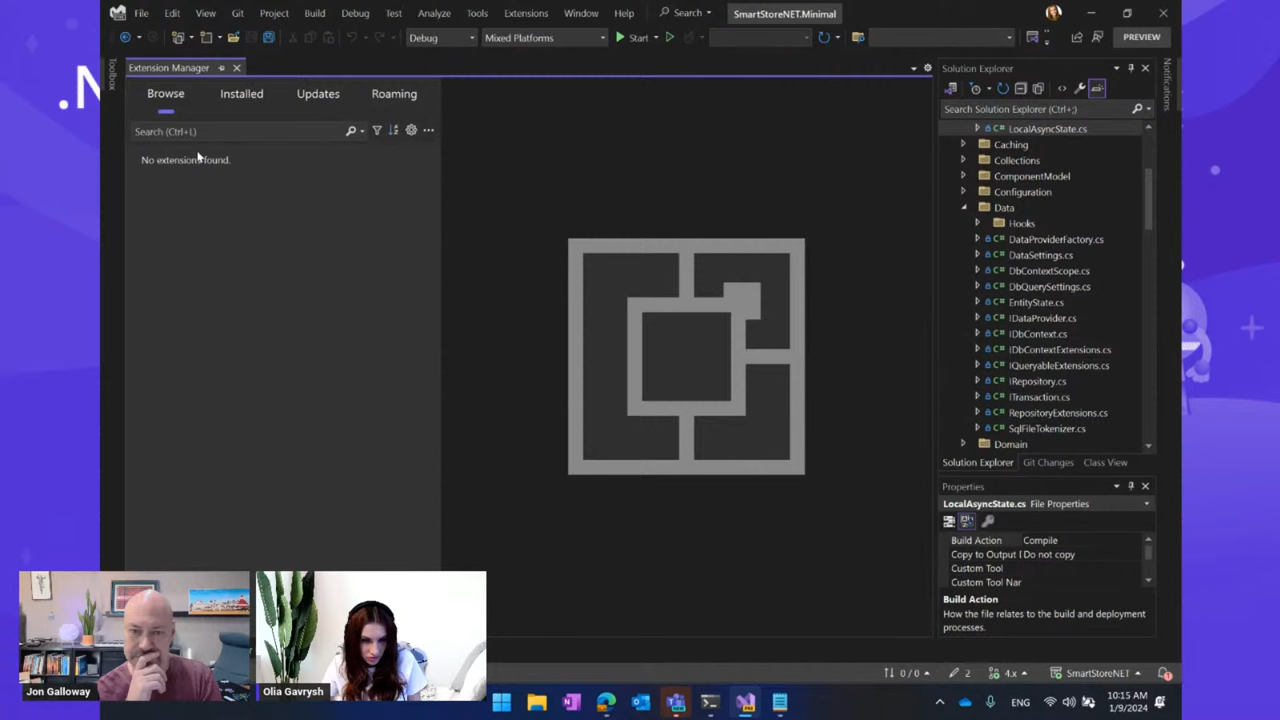 .N
File Edit View Git Project Build Debug Test Analyze Tools Extensions Window Help Search SmartStoreNET.Minimal
Debug Mixed Platforms Start PREVIEW
Toolbox
Extension Manager
Browse Installed Updates Roaming
Search (Ctrl+L)
No extensions found.
Solution Explorer
Search Solution Explorer (Ctrl+;)
C# LocalAsyncState.cs
Caching
Collections
ComponentModel
Configuration
Data
Hooks
C# DataProviderFactory.cs
C# DataSettings.cs
C# DbContextScope.cs
C# DbQuerySettings.cs
C# EntityState.cs
C# IDataProvider.cs
C# IDbContext.cs
C# IDbContextExtensions.cs
C# IQueryableExtensions.cs
C# IRepository.cs
C# ITransaction.cs
C# RepositoryExtensions.cs
C# SqlFileTokenizer.cs
Domain
Solution Explorer Git Changes Class View
Properties
LocalAsyncState.cs File Properties
Build Action Compile
Copy to Output I Do not copy
Custom Tool
Custom Tool Nar
Build Action
How the file relates to the build and deployment
processes.
Notifications
Jon Galloway
Olia Gavrysh
0 / 0 2 4.x SmartStoreNET 1
ENG
10:15 AM
1/9/2024